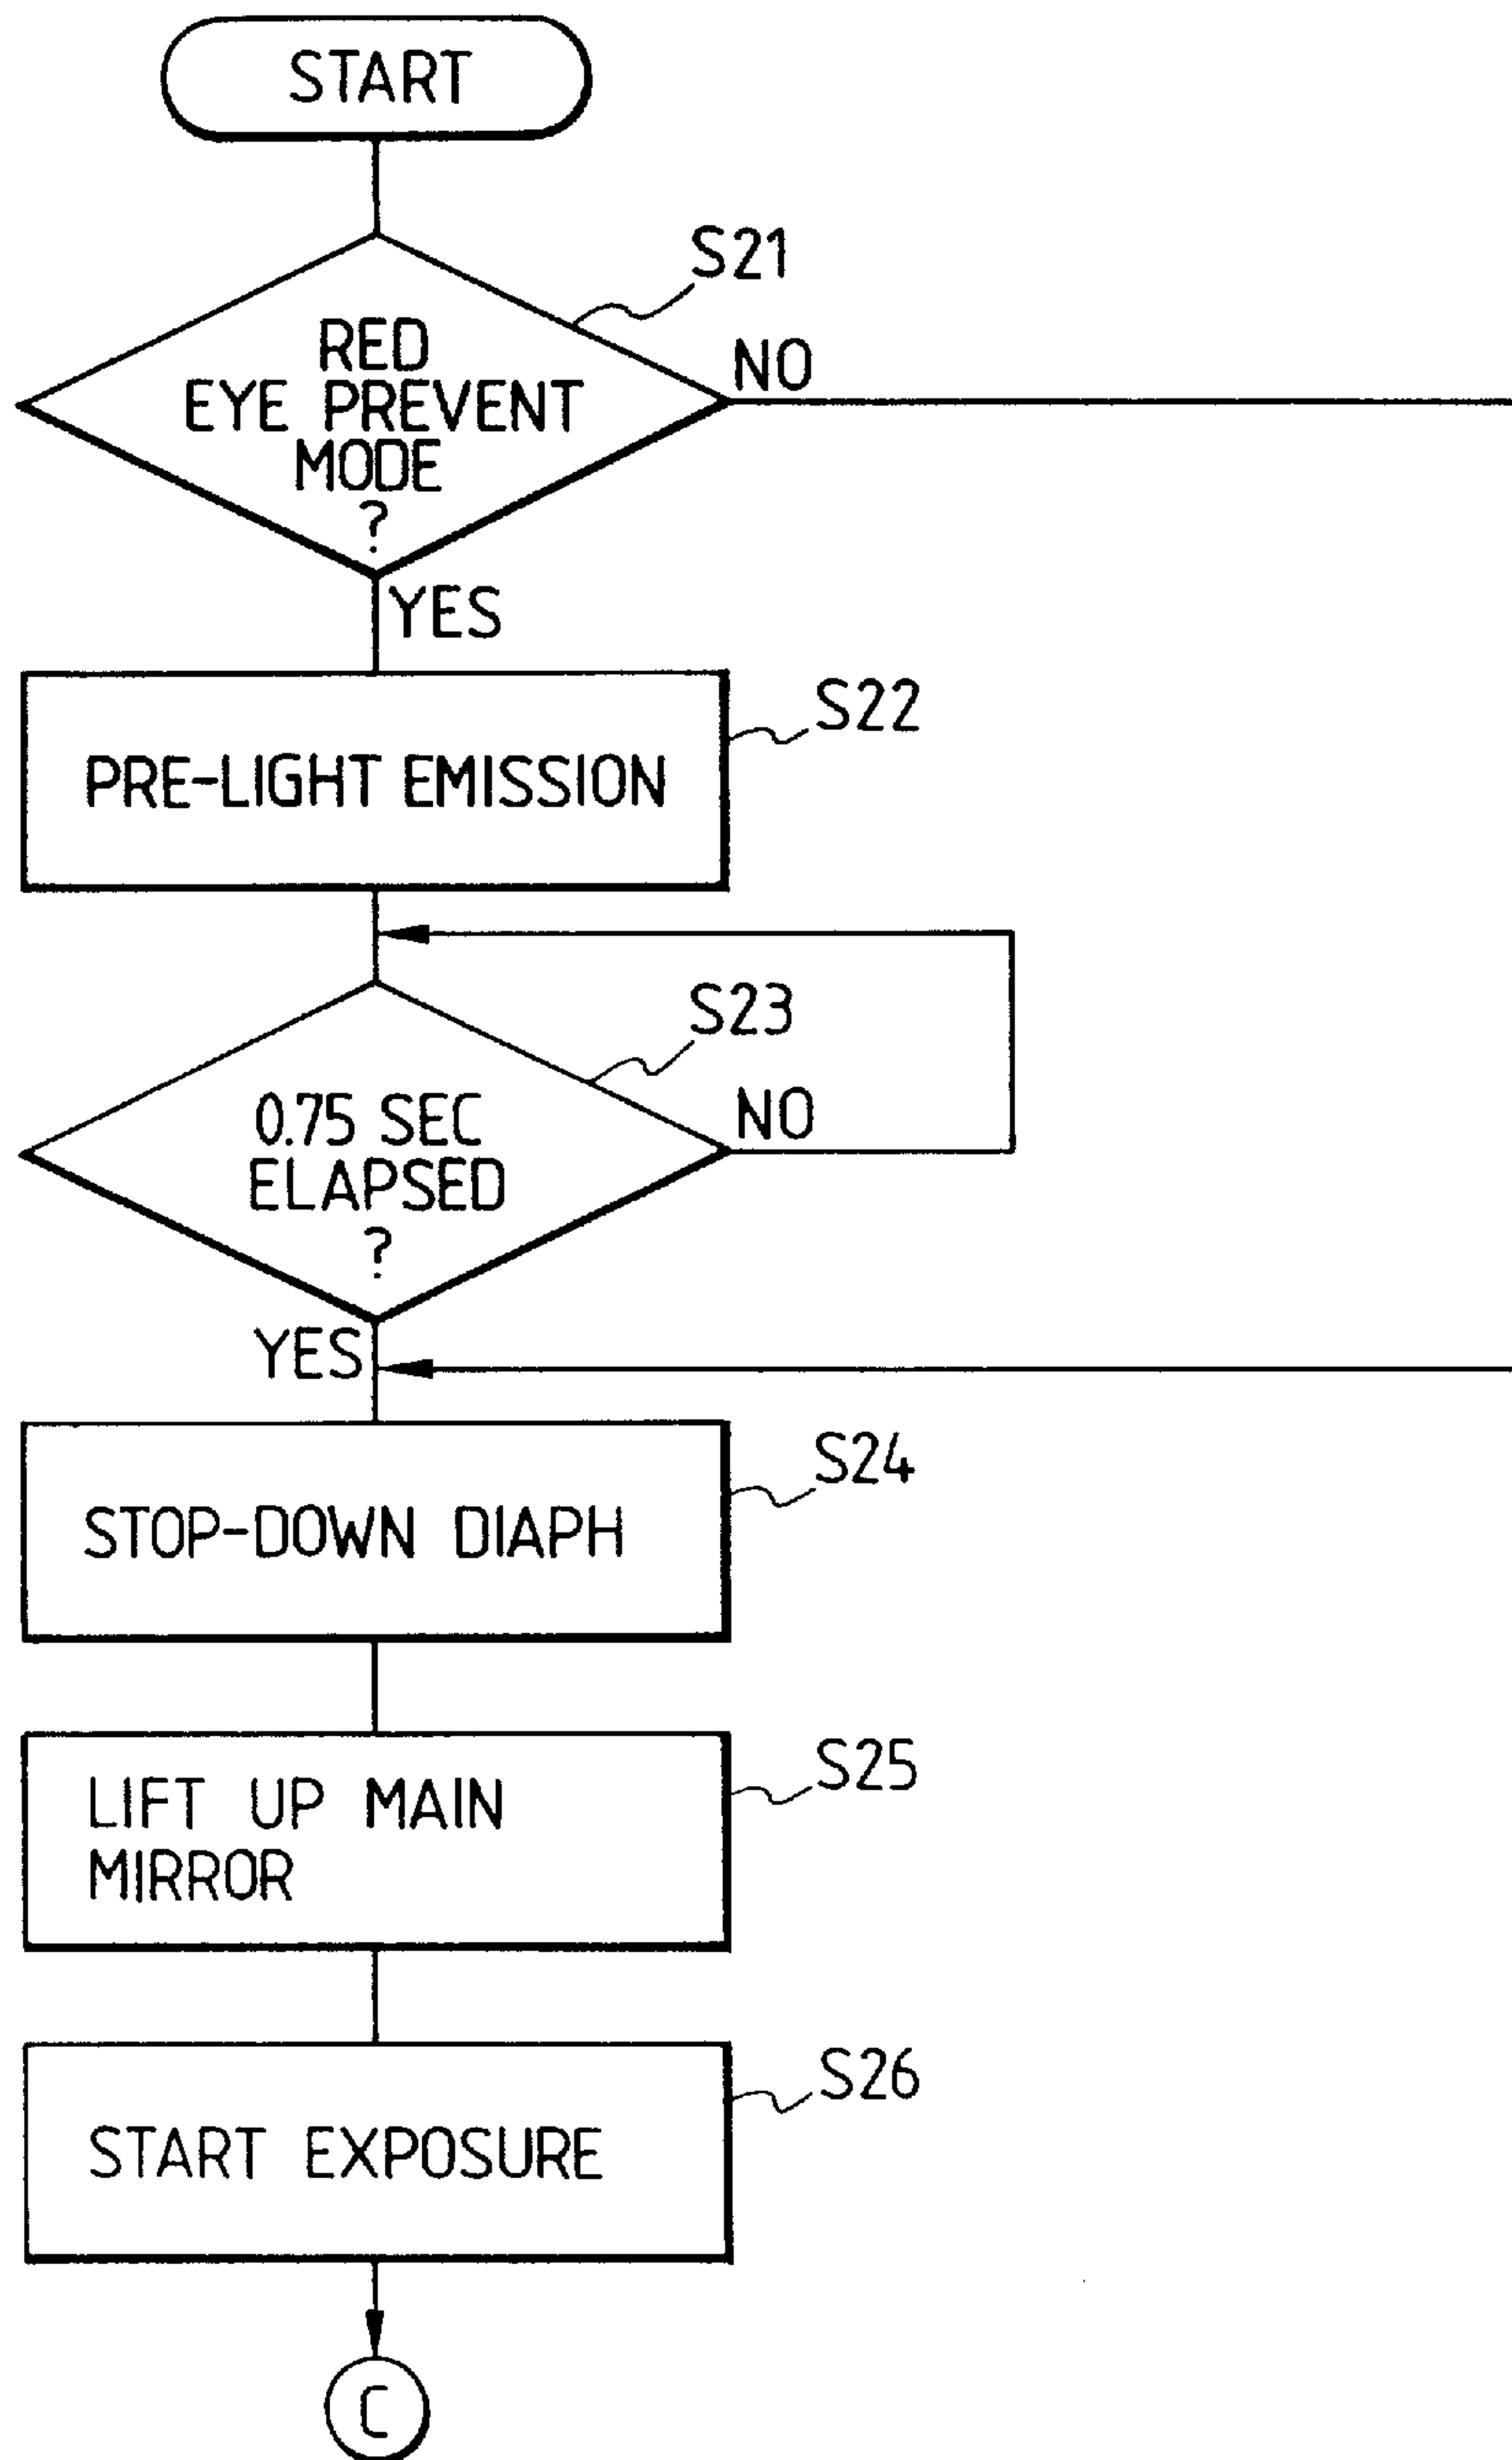 START
S21
RED
EYE PREVENT
MODE
?
NO
YES
S22
PRE-LIGHT EMISSION
S23
0.75 SEC
ELAPSED
?
NO
YES
S24
STOP-DOWN DIAPH
S25
LIFT UP MAIN
MIRROR
S26
START EXPOSURE
C